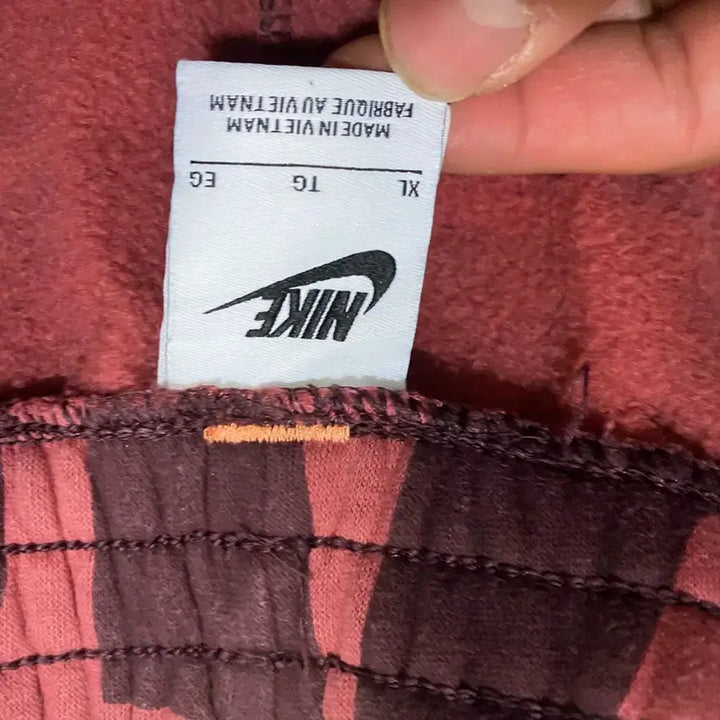 NIKE
XL TG EG
MADE IN VIETNAM
FABRIQUE AU VIETNAM